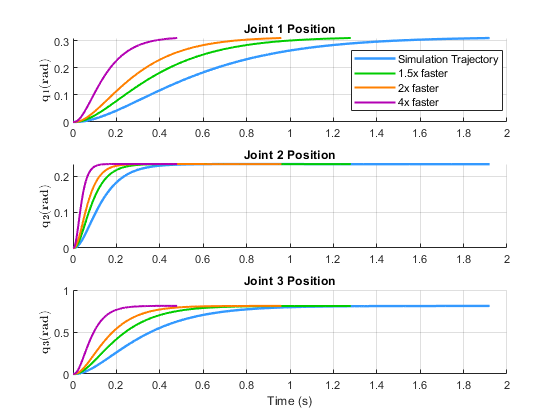 Joint 1 Position
0.3
0.2
0.1
0
q1(rad)
Simulation Trajectory
1.5x faster
2x faster
4x faster
0 0.2 0.4 0.6 0.8 1 1.2 1.4 1.6 1.8 2
Joint 2 Position
0.2
0.1
0
q2(rad)
0 0.2 0.4 0.6 0.8 1 1.2 1.4 1.6 1.8 2
Joint 3 Position
1
0.5
0
q3(rad)
0 0.2 0.4 0.6 0.8 1 1.2 1.4 1.6 1.8 2
Time (s)